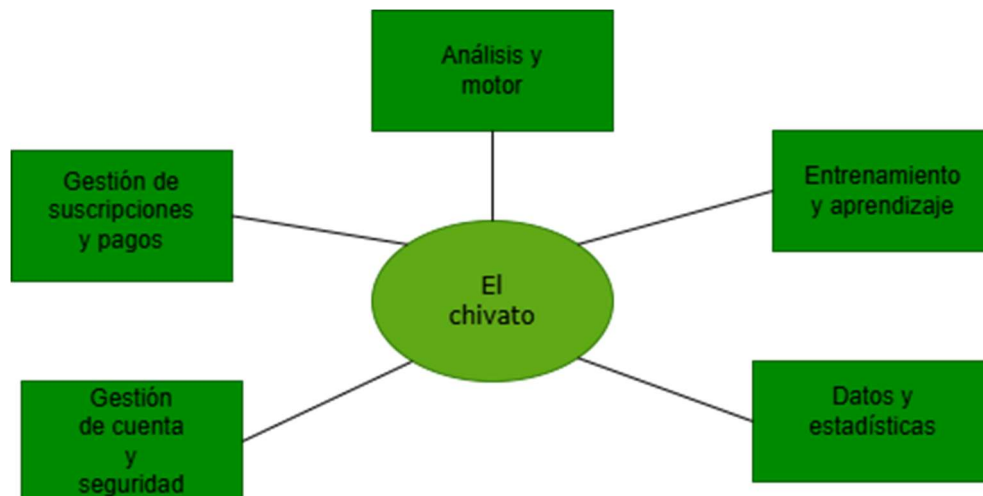 Análisis y
motor
Gestión de
suscripciones
y pagos
Entrenamiento
y aprendizaje
El
chivato
Gestión
de cuenta
y
seguridad
Datos y
estadísticas